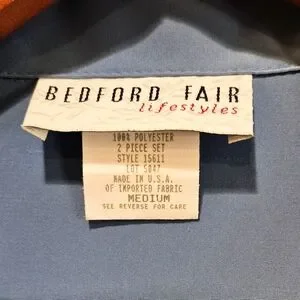 BEDFORD FAIR
lifestyles
100% POLYESTER
2 PIECE SET
STYLE 15611
LOT 5047
MADE IN U.S.A.
OF IMPORTED FABRIC
MEDIUM
SEE REVERSE FOR CARE